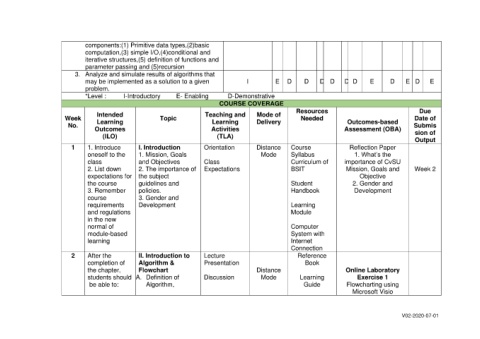 components:(1) Primitive data types,(2)basic
computation,(3) simple I/O,(4)conditional and
iterative structures,(5) definition of functions and
parameter passing and (5)recursion
3. Analyze and simulate results of algorithms that
may be implemented as a solution to a given
problem.
I E D D D D D E D E D E
*Level : I-Introductory E- Enabling D-Demonstrative
COURSE COVERAGE
Week
No.
Intended
Learning
Outcomes
(ILO)
Topic
Teaching and
Learning
Activities
(TLA)
Mode of
Delivery
Resources
Needed
Outcomes-based
Assessment (OBA)
Due
Date of
Submis
sion of
Output
1
1. Introduce
oneself to the
class
2. List down
expectations for
the course
3. Remember
course
requirements
and regulations
in the new
normal of
module-based
learning
I. Introduction
1. Mission, Goals
and Objectives
2. The importance of
the subject
guidelines and
policies.
3. Gender and
Development
Orientation
Class
Expectations
Distance
Mode
Course
Syllabus
Curriculum of
BSIT
Student
Handbook
Learning
Module
Computer
System with
Internet
Connection
Reflection Paper
1. What's the
importance of CvSU
Mission, Goals and
Objective
2. Gender and
Development
Week 2
2
After the
completion of
the chapter,
students should
be able to:
II. Introduction to
Algorithm &
Flowchart
A. Definition of
Algorithm,
Lecture
Presentation
Discussion
Distance
Mode
Reference
Book
Learning
Guide
Online Laboratory
Exercise 1
Flowcharting using
Microsoft Visio
V02-2020-07-01